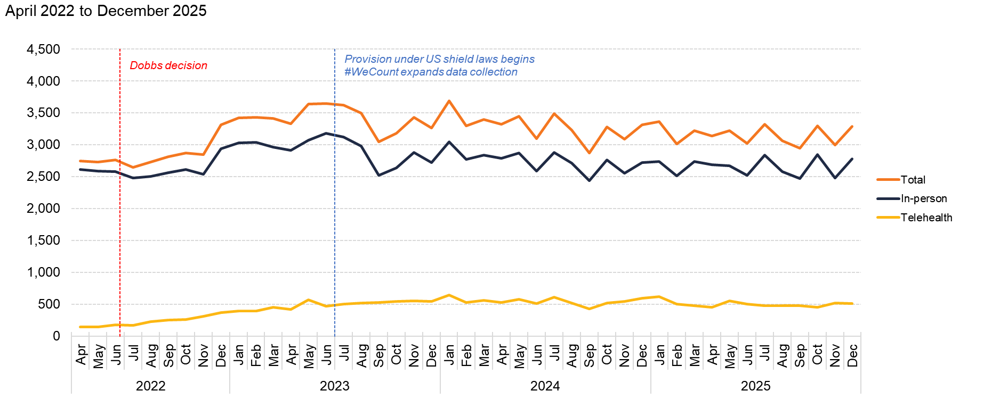 April 2022 to December 2025
4,500
4,000
3,500
3,000
2,500
2,000
1,500
1,000
500
0
Dobbs decision
Provision under US shield laws begins
#WeCount expands data collection
Total
In-person
Telehealth
Apr May Jun Jul Aug Sep Oct Nov Dec Jan Feb Mar Apr May Jun Jul Aug Sep Oct Nov Dec Jan Feb Mar Apr May Jun Jul Aug Sep Oct Nov Dec Jan Feb Mar Apr May Jun Jul Aug Sep Oct Nov Dec
2022 2023 2024 2025